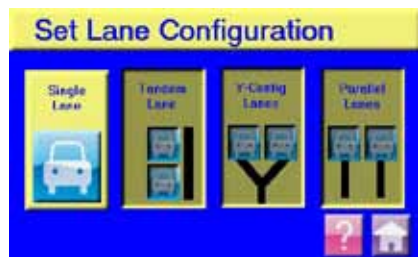 Set Lane Configuration
Single
Lane
Tandem
Lane
Y-Config
Lanes
Parallel
Lanes
?